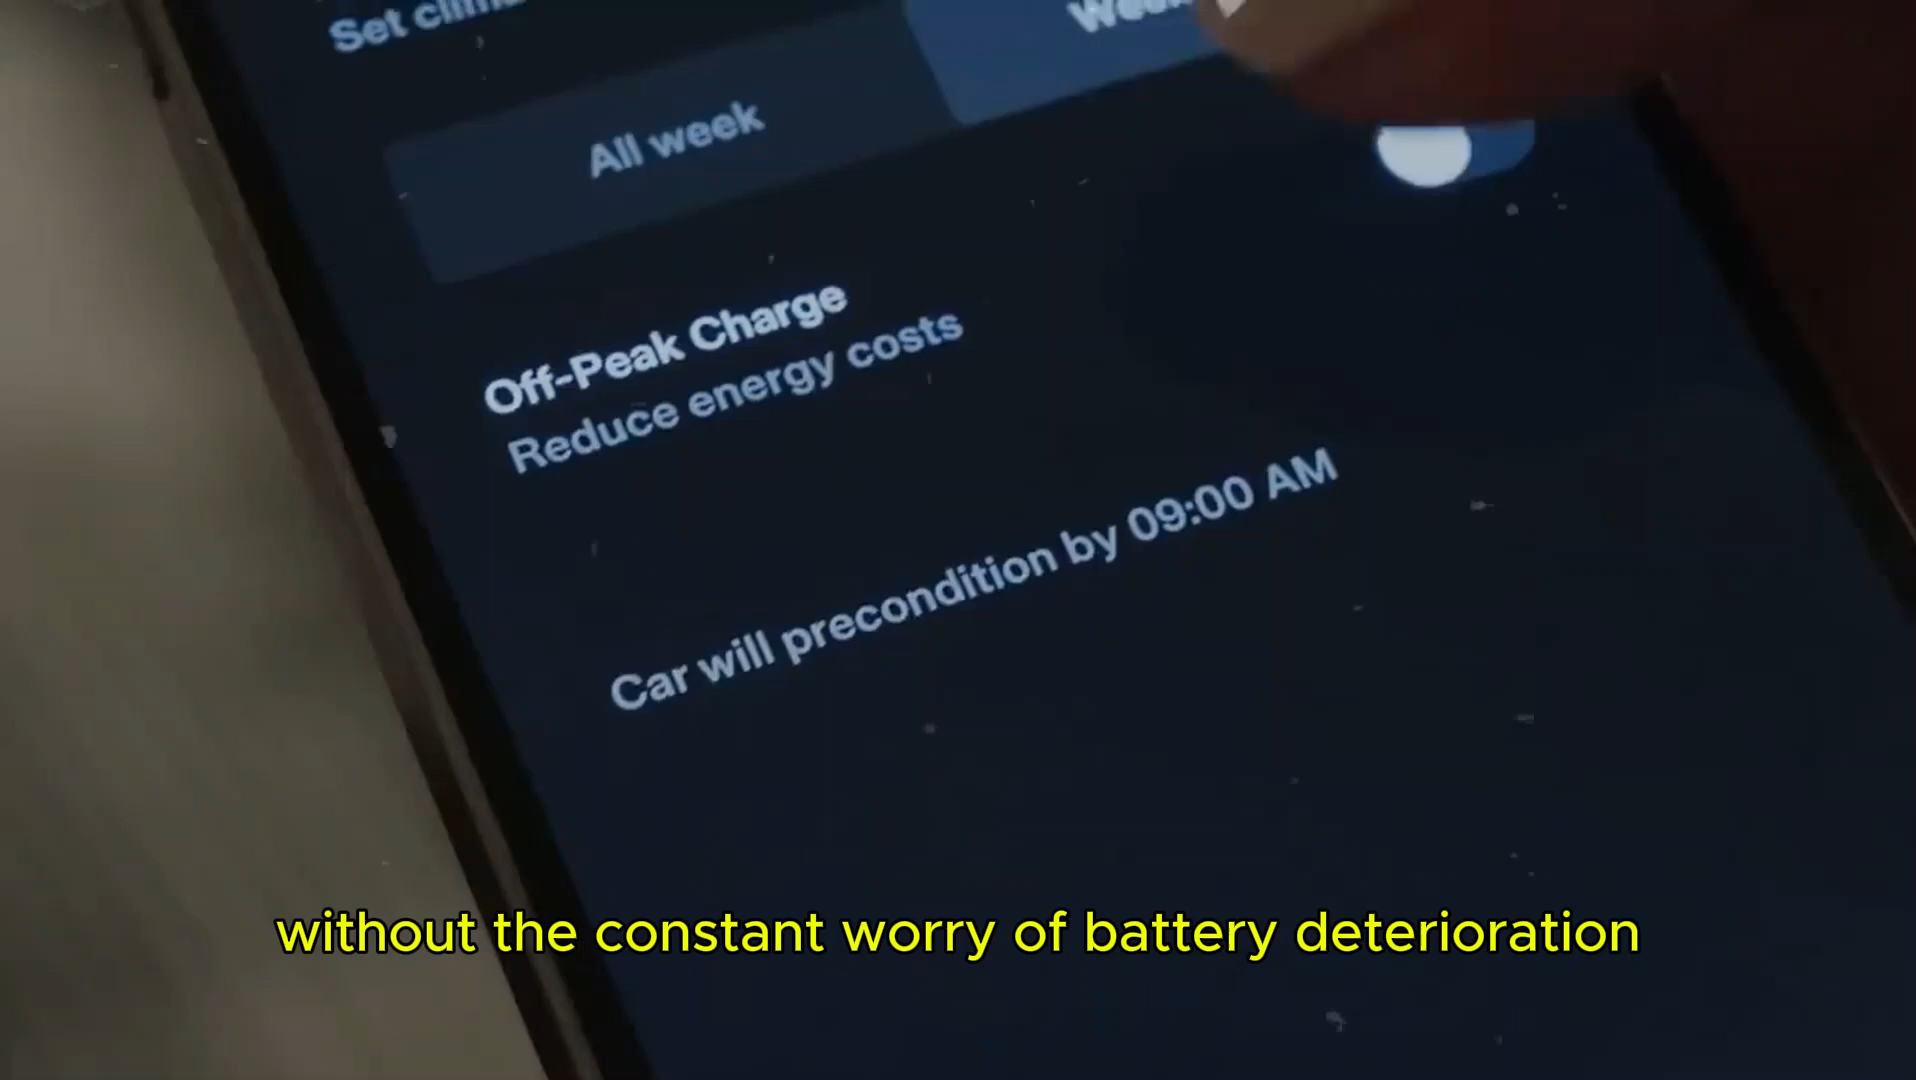 Set
All week
Off-Peak Charge
Reduce energy costs
Car will precondition by 09:00 AM
without the constant worry of battery deterioration